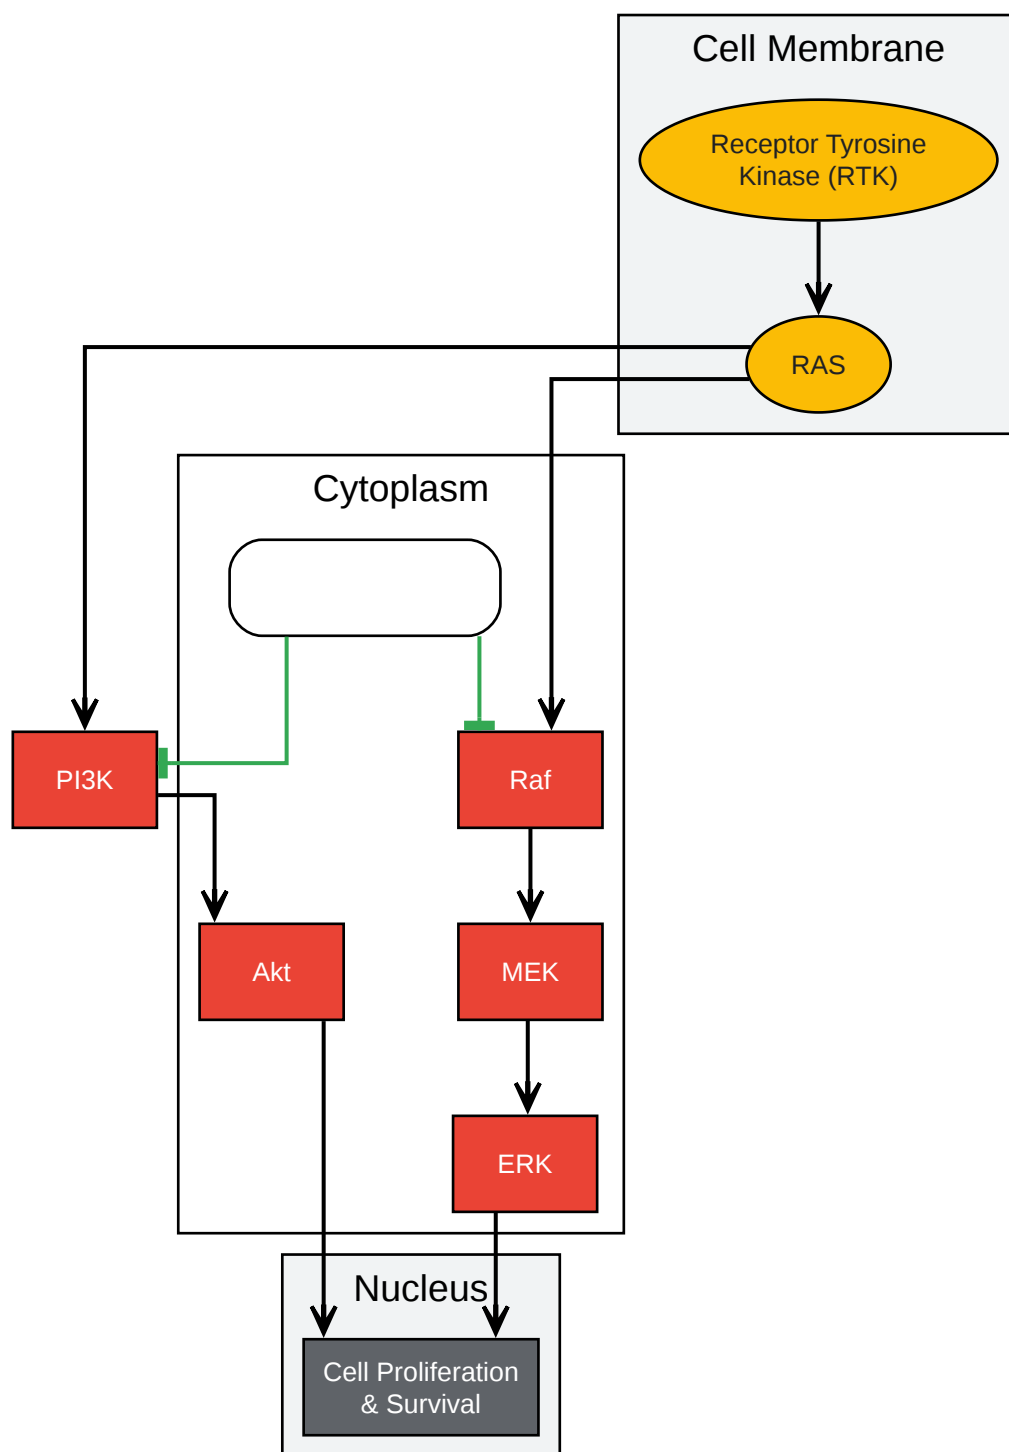 Cell Membrane
Receptor Tyrosine
Kinase (RTK)
RAS
Cytoplasm
PI3K
Raf
Akt
MEK
ERK
Nucleus
Cell Proliferation
& Survival